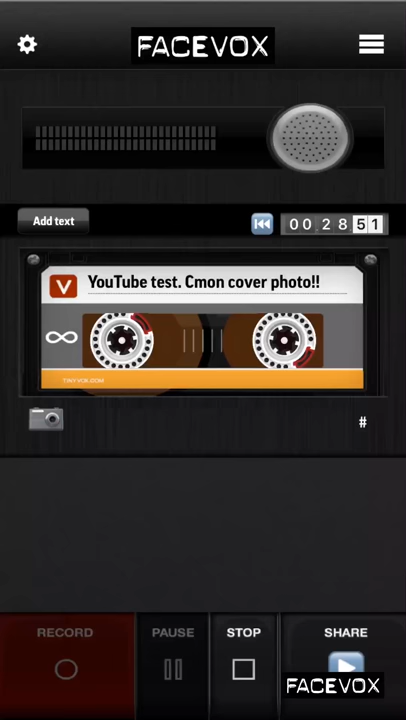 FACEVOX
Add text
00 28 51
V YouTube test. Cmon cover photo!!
TINY-VOX.COM
#
RECORD PAUSE STOP SHARE
FACEVOX